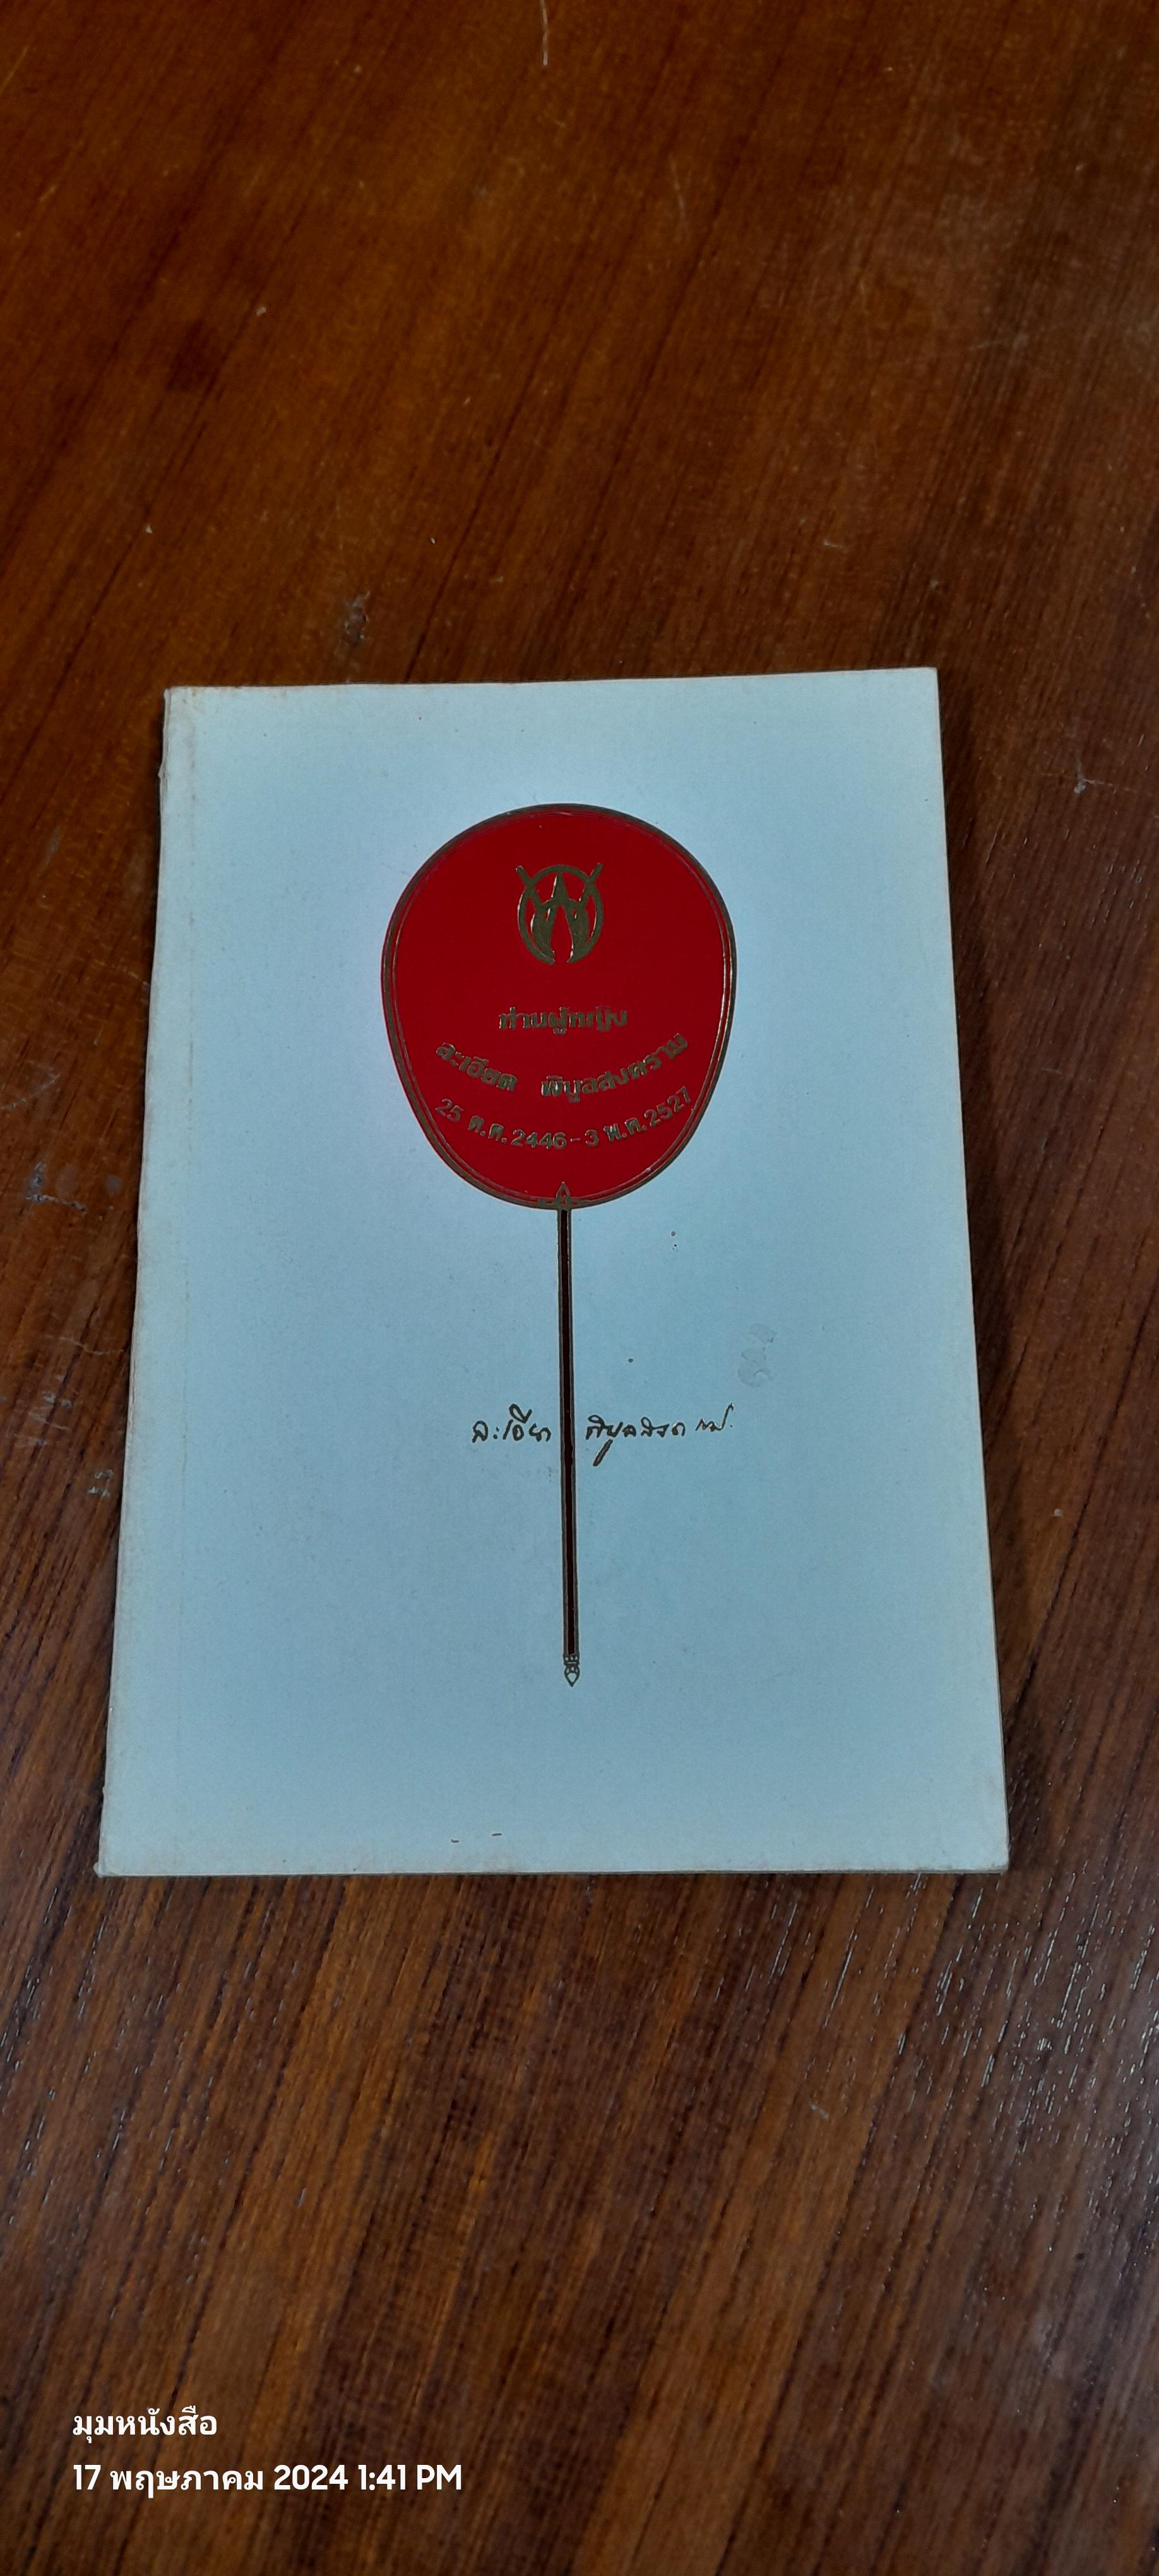 ท่านผู้หญิง
ละเอียด พิบูลสงคราม
25 ต.ค. 2446 - 3 พ.ค. 2527
ละเอียด พิบูลสงคราม
มุมหนังสือ
17 พฤษภาคม 2024 1:41 PM